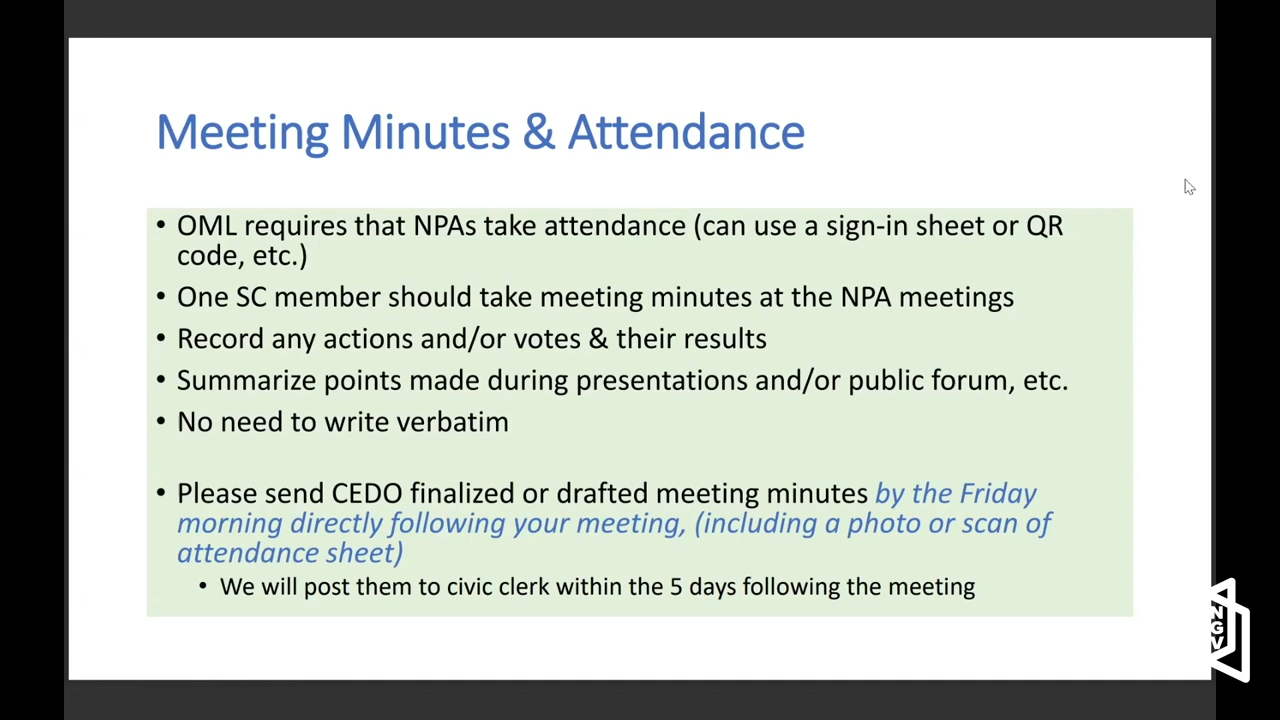 Meeting Minutes & Attendance
• OML requires that NPAs take attendance (can use a sign-in sheet or QR
code, etc.)
• One SC member should take meeting minutes at the NPA meetings
• Record any actions and/or votes & their results
• Summarize points made during presentations and/or public forum, etc.
• No need to write verbatim
• Please send CEDO finalized or drafted meeting minutes by the Friday
morning directly following your meeting, (including a photo or scan of
attendance sheet)
• We will post them to civic clerk within the 5 days following the meeting
NGV